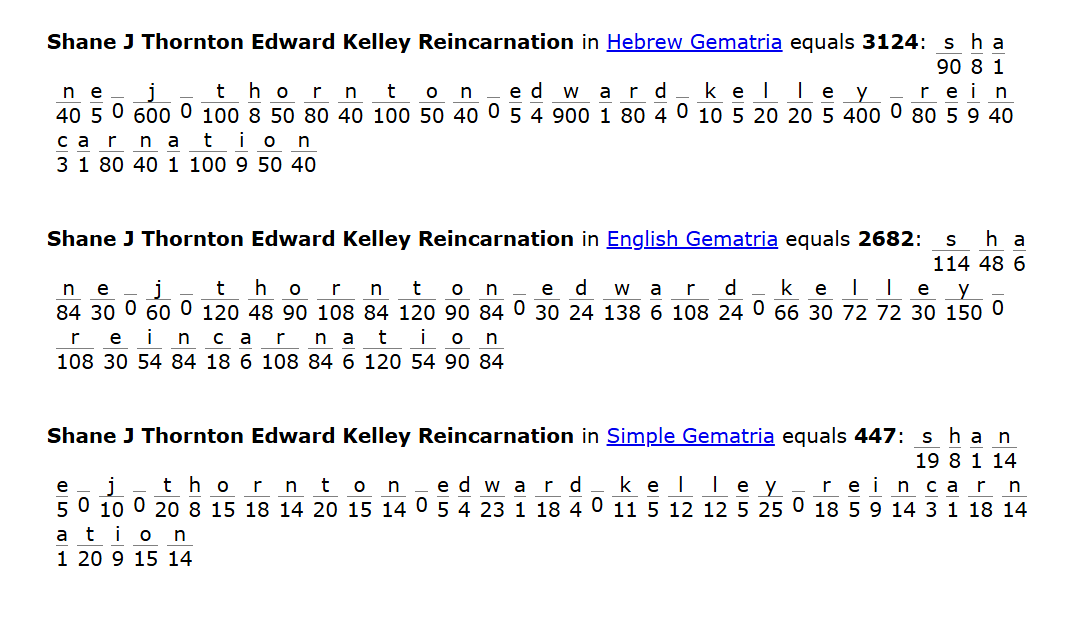 Shane J Thornton Edward Kelley Reincarnation in Hebrew Gematria equals 3124: s h a
90 8 1
n e _ j _ t h o r n t o n _ e d w a r d _ k e l l e y _ r e i n
40 5 0 600 0 100 8 50 80 40 100 50 40 0 5 4 900 1 80 4 0 10 5 20 20 5 400 0 80 5 9 40
c a r n a t i o n
3 1 80 40 1 100 9 50 40
Shane J Thornton Edward Kelley Reincarnation in English Gematria equals 2682: s h a
114 48 6
n e _ j _ t h o r n t o n _ e d w a r d _ k e l l e y _
84 30 0 60 0 120 48 90 108 84 120 90 84 0 30 24 138 6 108 24 0 66 30 72 72 30 150 0
r e i n c a r n a t i o n
108 30 54 84 18 6 108 84 6 120 54 90 84
Shane J Thornton Edward Kelley Reincarnation in Simple Gematria equals 447: s h a n
19 8 1 14
e _ j _ t h o r n t o n _ e d w a r d _ k e l l e y _ r e i n c a r n
5 0 10 0 20 8 15 18 14 20 15 14 0 5 4 23 1 18 4 0 11 5 12 12 5 25 0 18 5 9 14 3 1 18 14
a t i o n
1 20 9 15 14